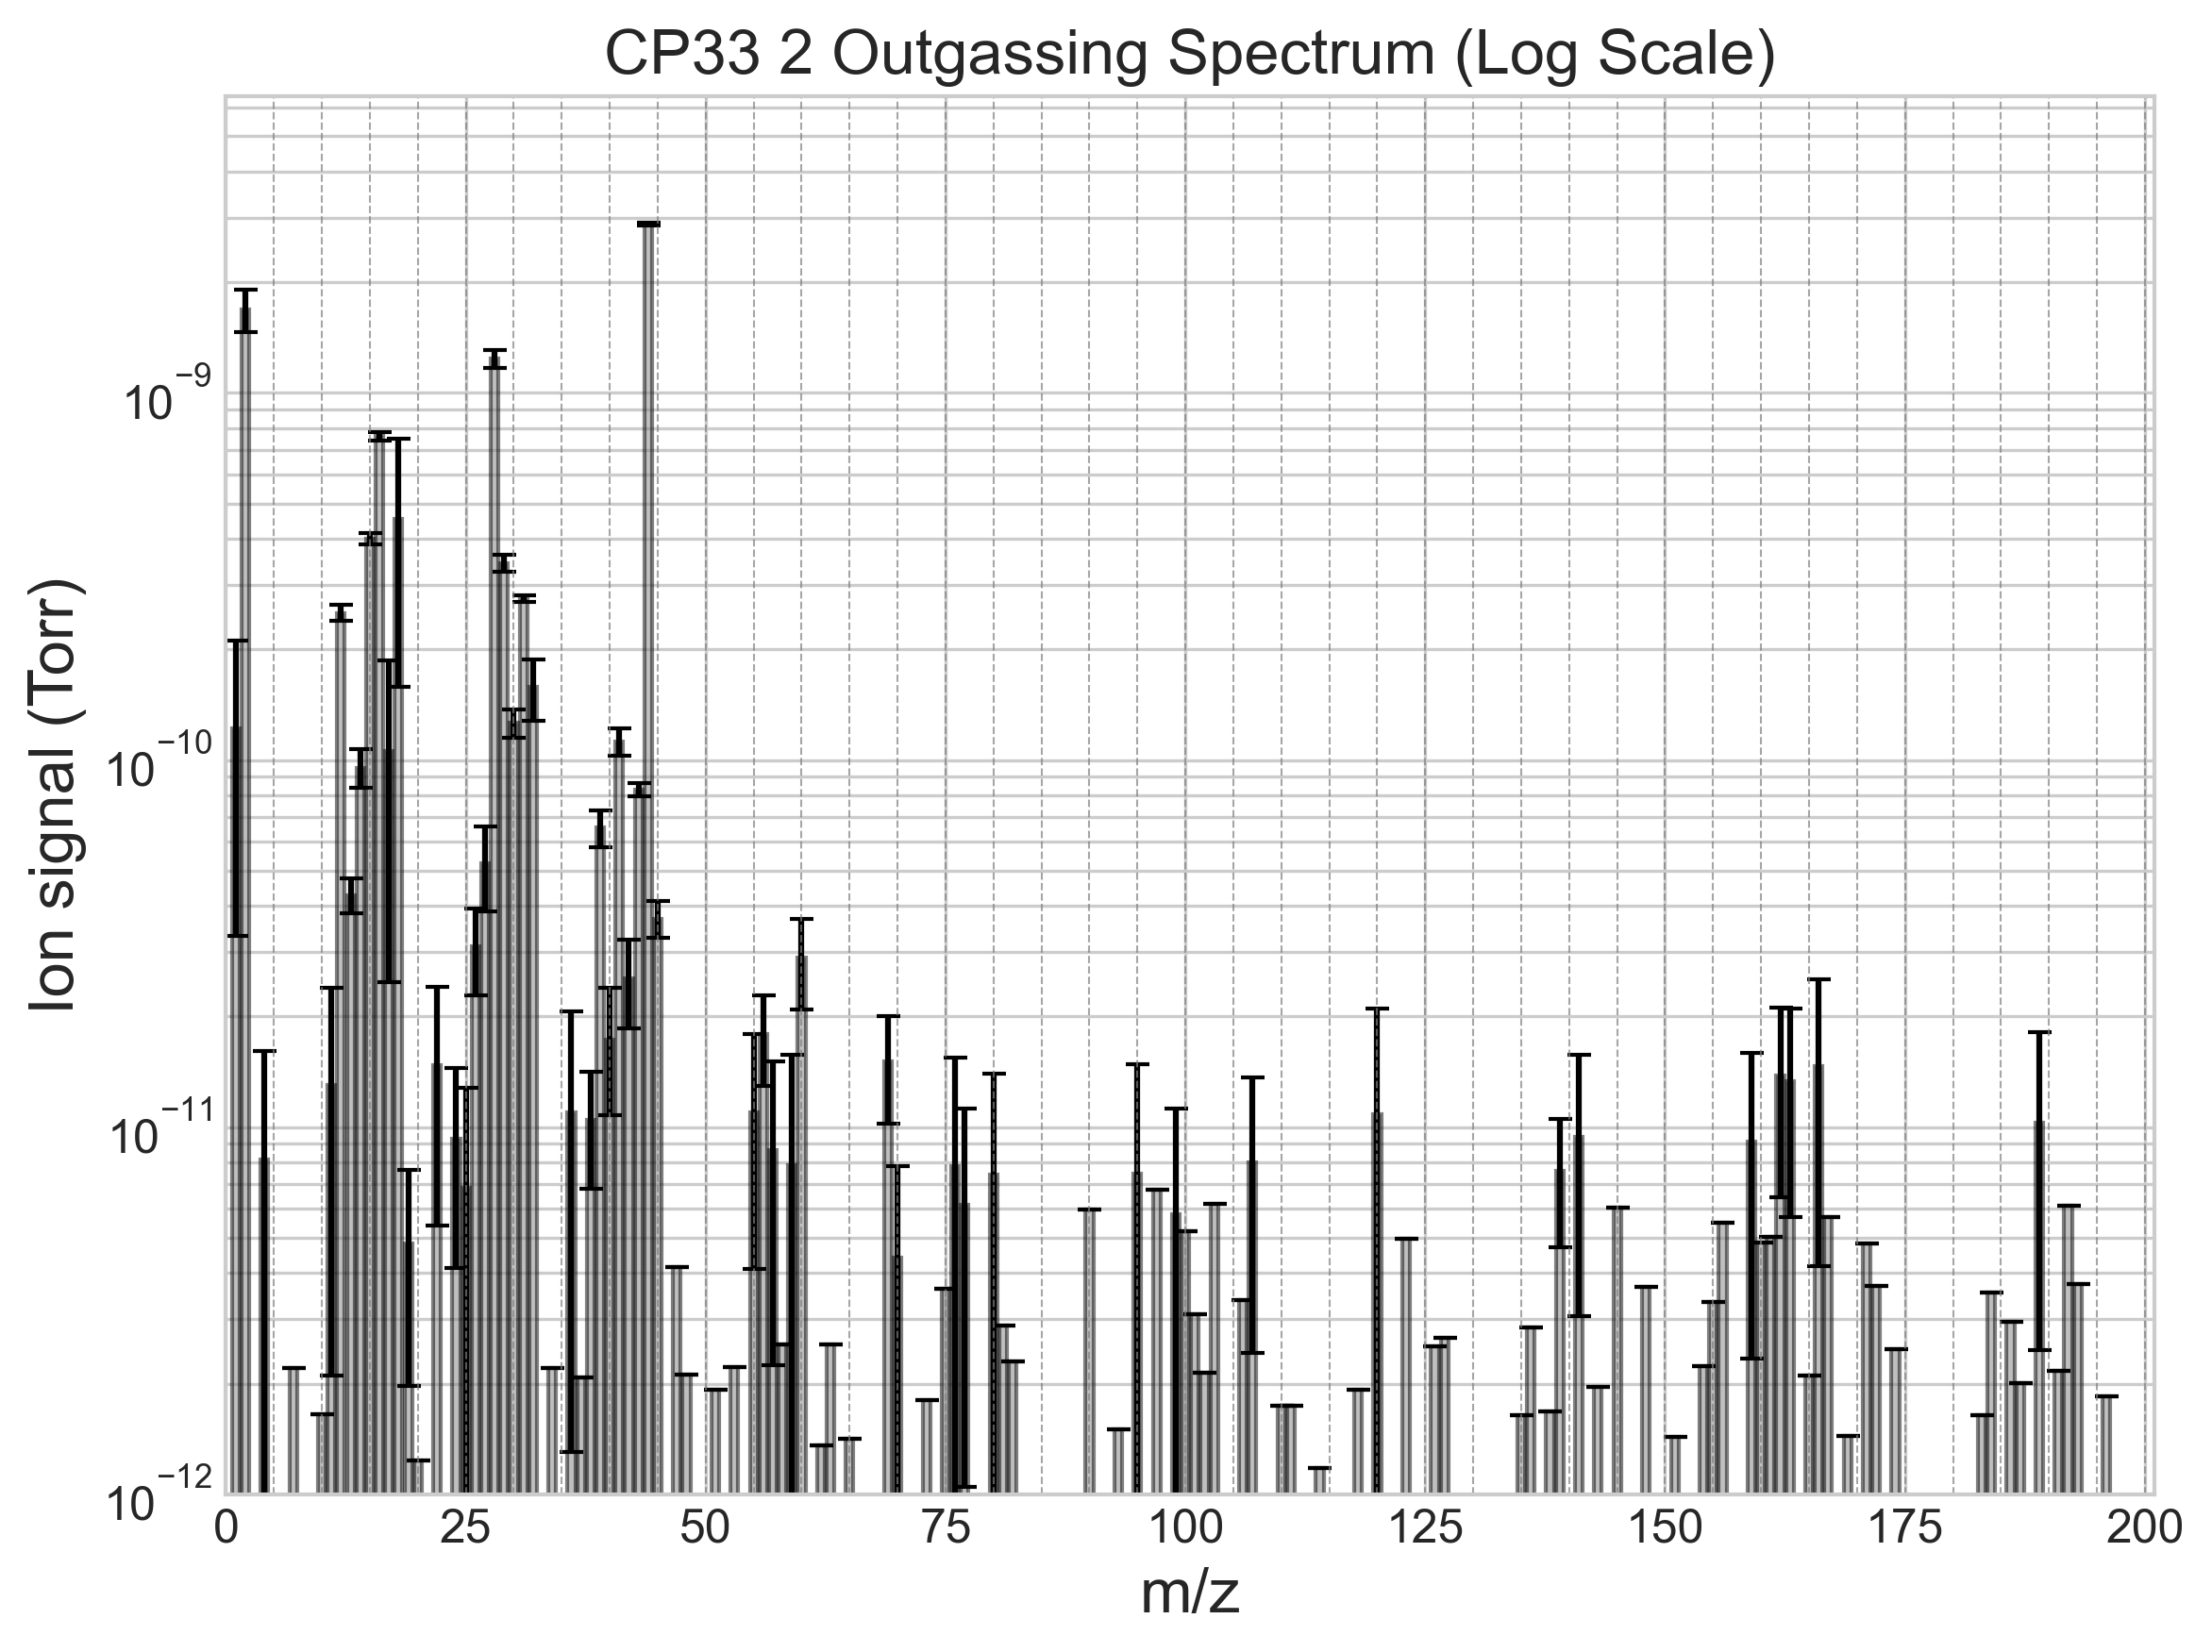 CP33 2 Outgassing Spectrum (Log Scale)
Ion signal (Torr)
10⁻⁹
10⁻¹⁰
10⁻¹¹
10⁻¹²
0 25 50 75 100 125 150 175 200
m/z